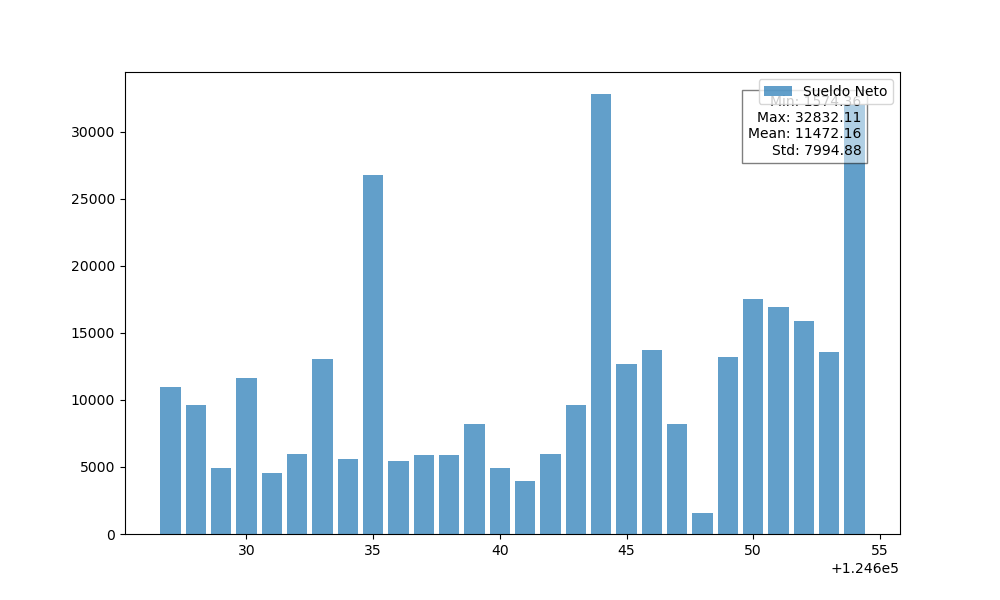 Sueldo Neto
Min: 1574.36
Max: 32832.11
Mean: 11472.16
Std: 7994.88
30000
25000
20000
15000
10000
5000
0
30 35 40 45 50 55
+1.246e5